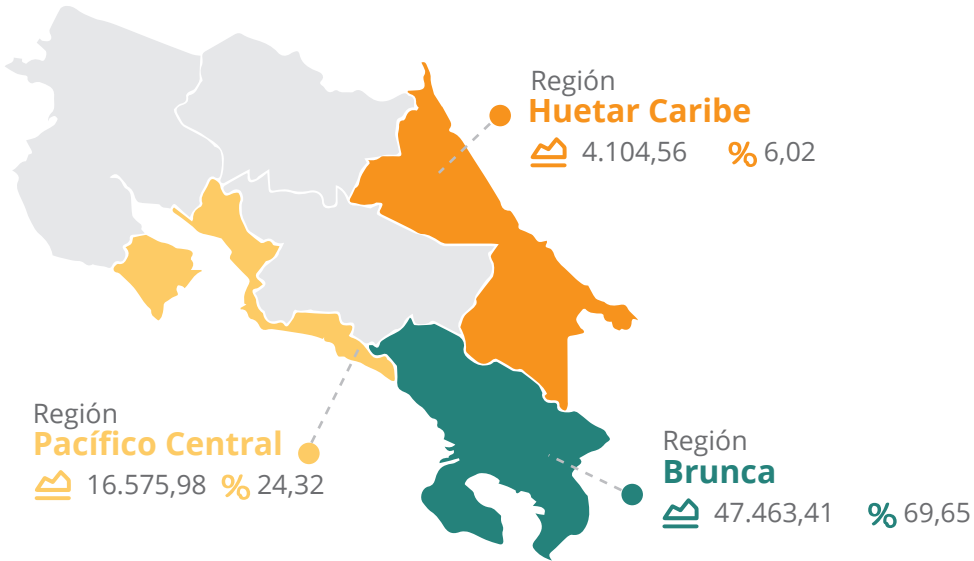 Región
Huetar Caribe
4.104,56 % 6,02
Región
Pacífico Central
16.575,98 % 24,32
Región
Brunca
47.463,41 % 69,65